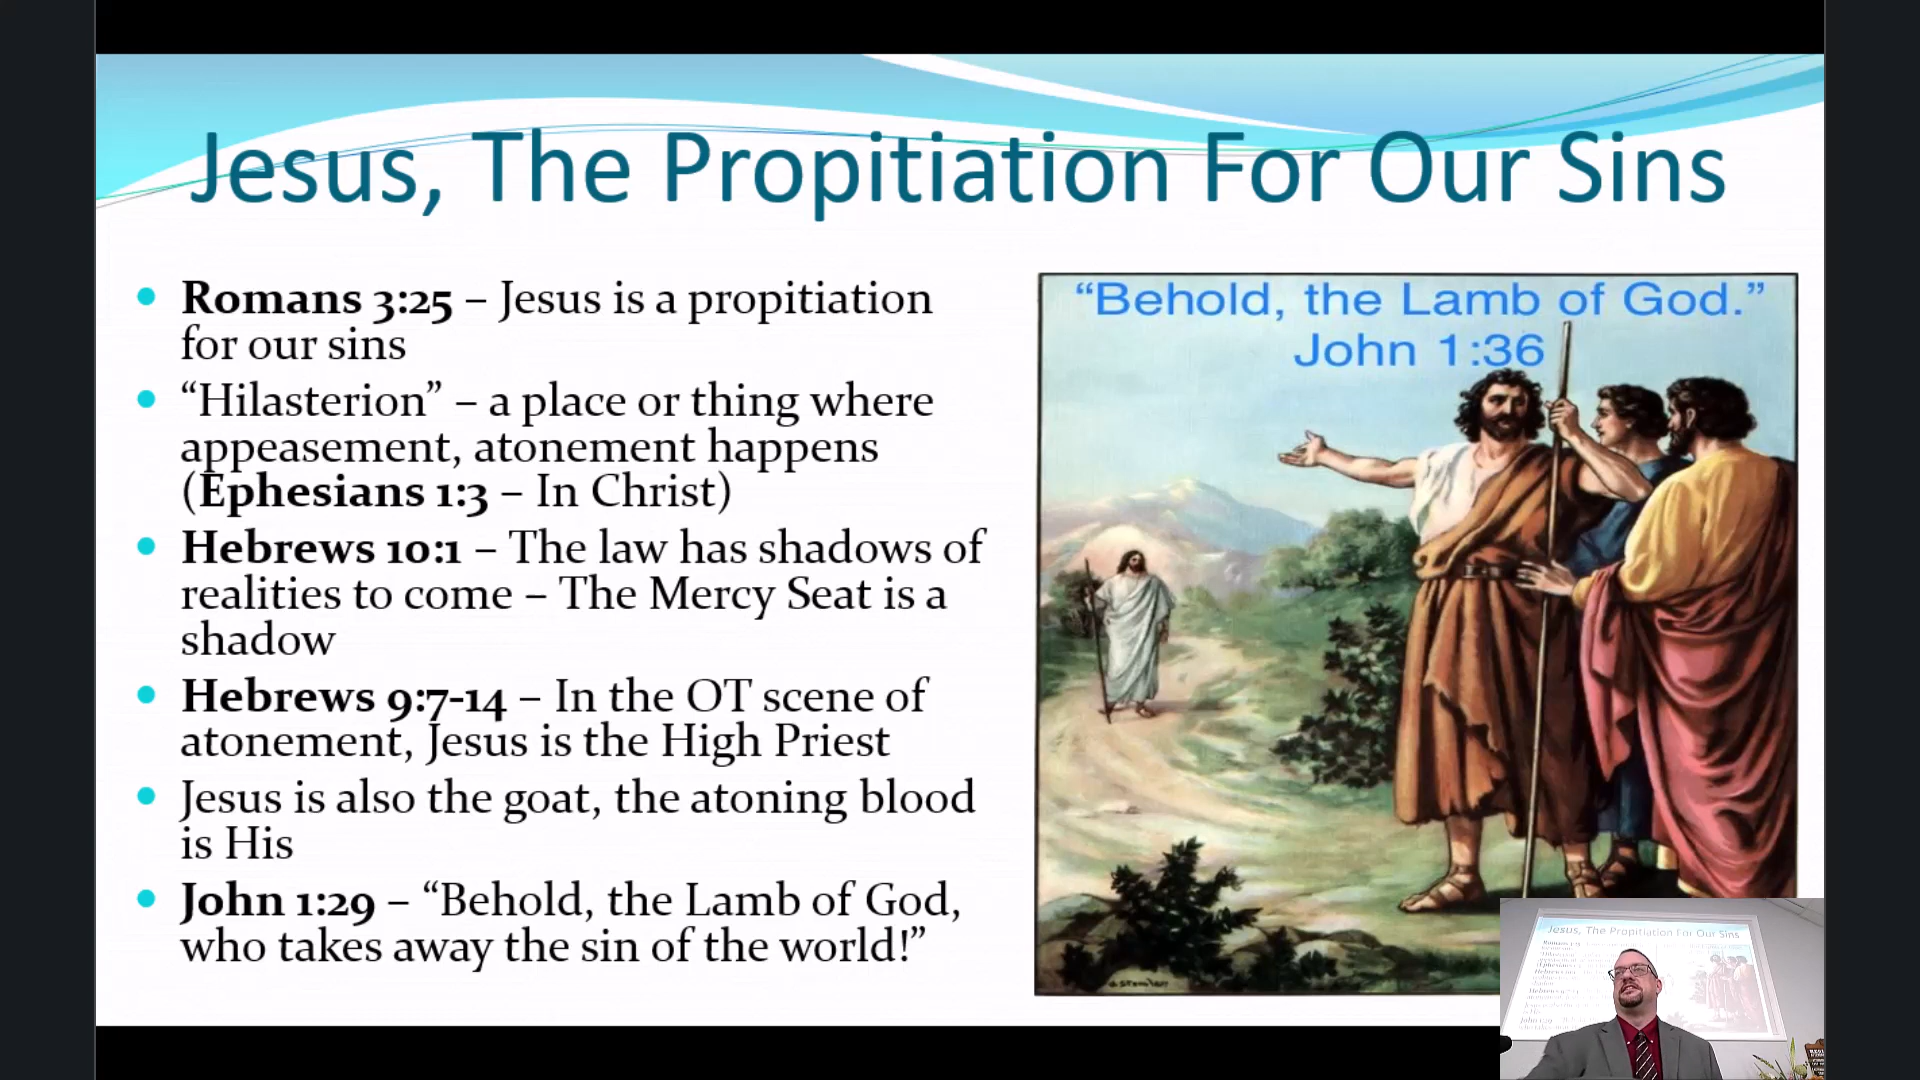 Jesus, The Propitiation For Our Sins
• Romans 3:25 – Jesus is a propitiation
for our sins
• “Hilasterion” – a place or thing where
appeasement, atonement happens
(Ephesians 1:3 – In Christ)
• Hebrews 10:1 – The law has shadows of
realities to come – The Mercy Seat is a
shadow
• Hebrews 9:7-14 – In the OT scene of
atonement, Jesus is the High Priest
• Jesus is also the goat, the atoning blood
is His
• John 1:29 – “Behold, the Lamb of God,
who takes away the sin of the world!”
“Behold, the Lamb of God.”
John 1:36
Jesus, The Propitiation For Our Sins